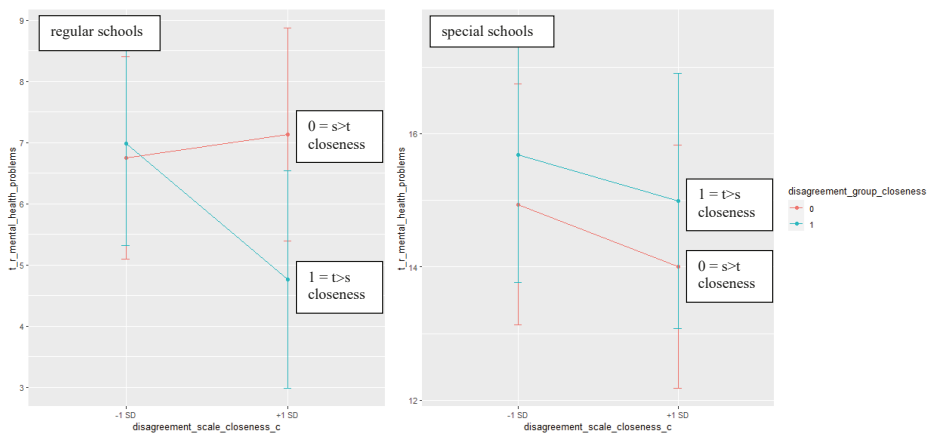 regular schools
9
8
7
6
5
4
3
t_r_mental_health_problems
0 = s>t
closeness
1 = t>s
closeness
-1 SD
+1 SD
disagreement_scale_closeness_c
special schools
16
14
12
t_r_mental_health_problems
1 = t>s
closeness
0 = s>t
closeness
-1 SD
+1 SD
disagreement_scale_closeness_c
disagreement_group_closeness
0
1